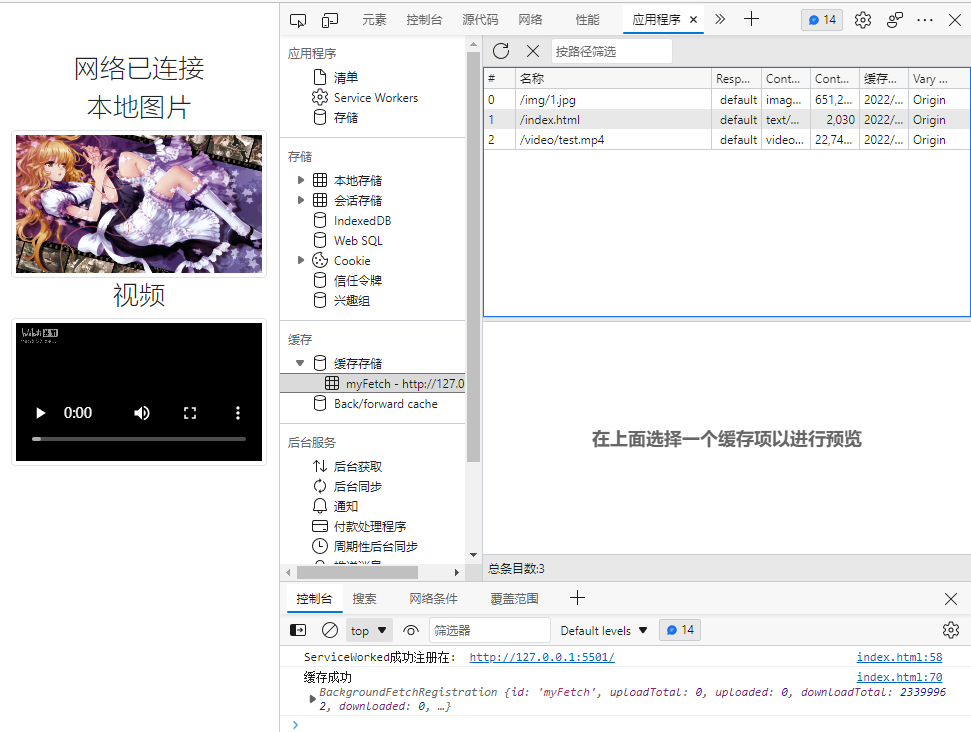 网络已连接
本地图片
视频
0:00
元素 控制台 源代码 网络 性能 应用程序 14
应用程序
清单
Service Workers
存储
存储
本地存储
会话存储
IndexedDB
Web SQL
Cookie
信任令牌
兴趣组
缓存
缓存存储
myFetch - http://127.0
Back/forward cache
后台服务
后台获取
后台同步
通知
付款处理程序
周期性后台同步
按路径筛选
# 名称 Resp... Cont... Cont... 缓存... Vary ...
0 /img/1.jpg default imag... 651,2... 2022/... Origin
1 /index.html default text/... 2,030 2022/... Origin
2 /video/test.mp4 default video... 22,74... 2022/... Origin
在上面选择一个缓存项以进行预览
总条目数:3
控制台 搜索 网络条件 覆盖范围
top 筛选器 Default levels 14
ServiceWorked成功注册在: http://127.0.0.1:5501/ index.html:58
缓存成功 index.html:70
BackgroundFetchRegistration {id: 'myFetch', uploadTotal: 0, uploaded: 0, downloadTotal: 2339996
2, downloaded: 0, …}